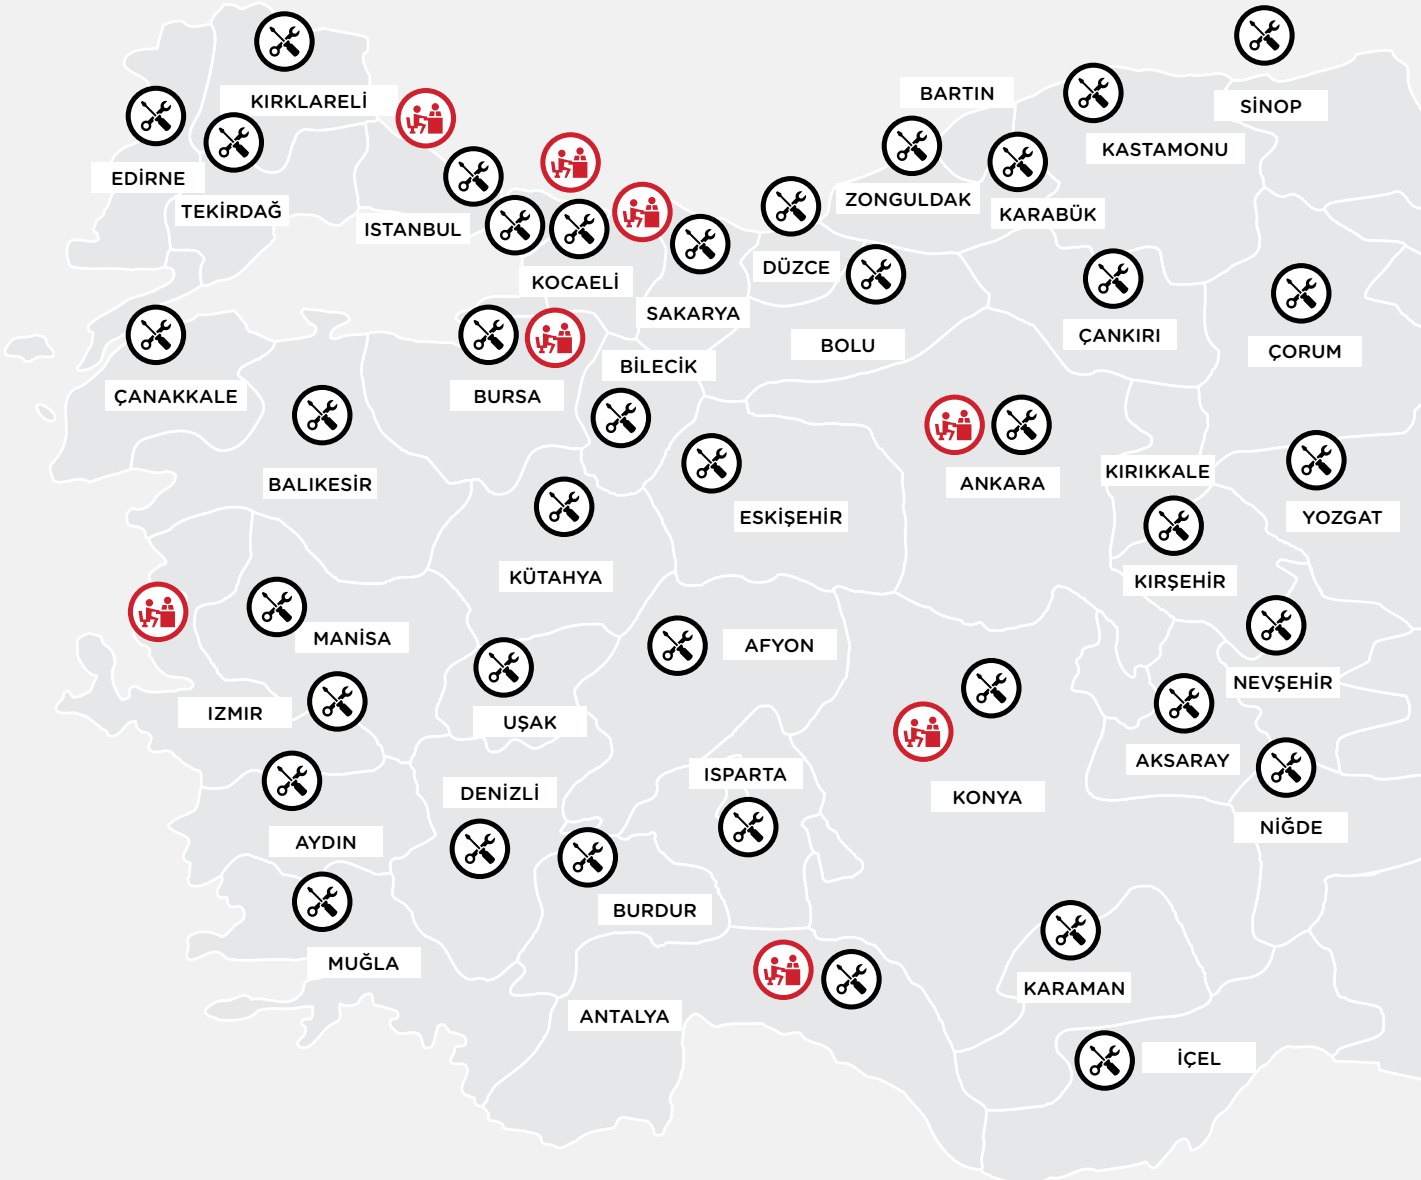 KIRKLARELİ
BARTIN
SİNOP
KASTAMONU
EDİRNE
TEKİRDAĞ
ZONGULDAK
KARABÜK
ISTANBUL
DÜZCE
KOCAELİ
SAKARYA
ÇANKIRI
BOLU
ÇORUM
BİLECİK
ÇANAKKALE
BURSA
BALIKESİR
ANKARA
KIRIKKALE
ESKİŞEHİR
YOZGAT
KÜTAHYA
KIRŞEHİR
MANİSA
AFYON
NEVŞEHİR
IZMIR
UŞAK
AKSARAY
ISPARTA
DENİZLİ
KONYA
NİĞDE
AYDIN
BURDUR
MUĞLA
KARAMAN
ANTALYA
İÇEL